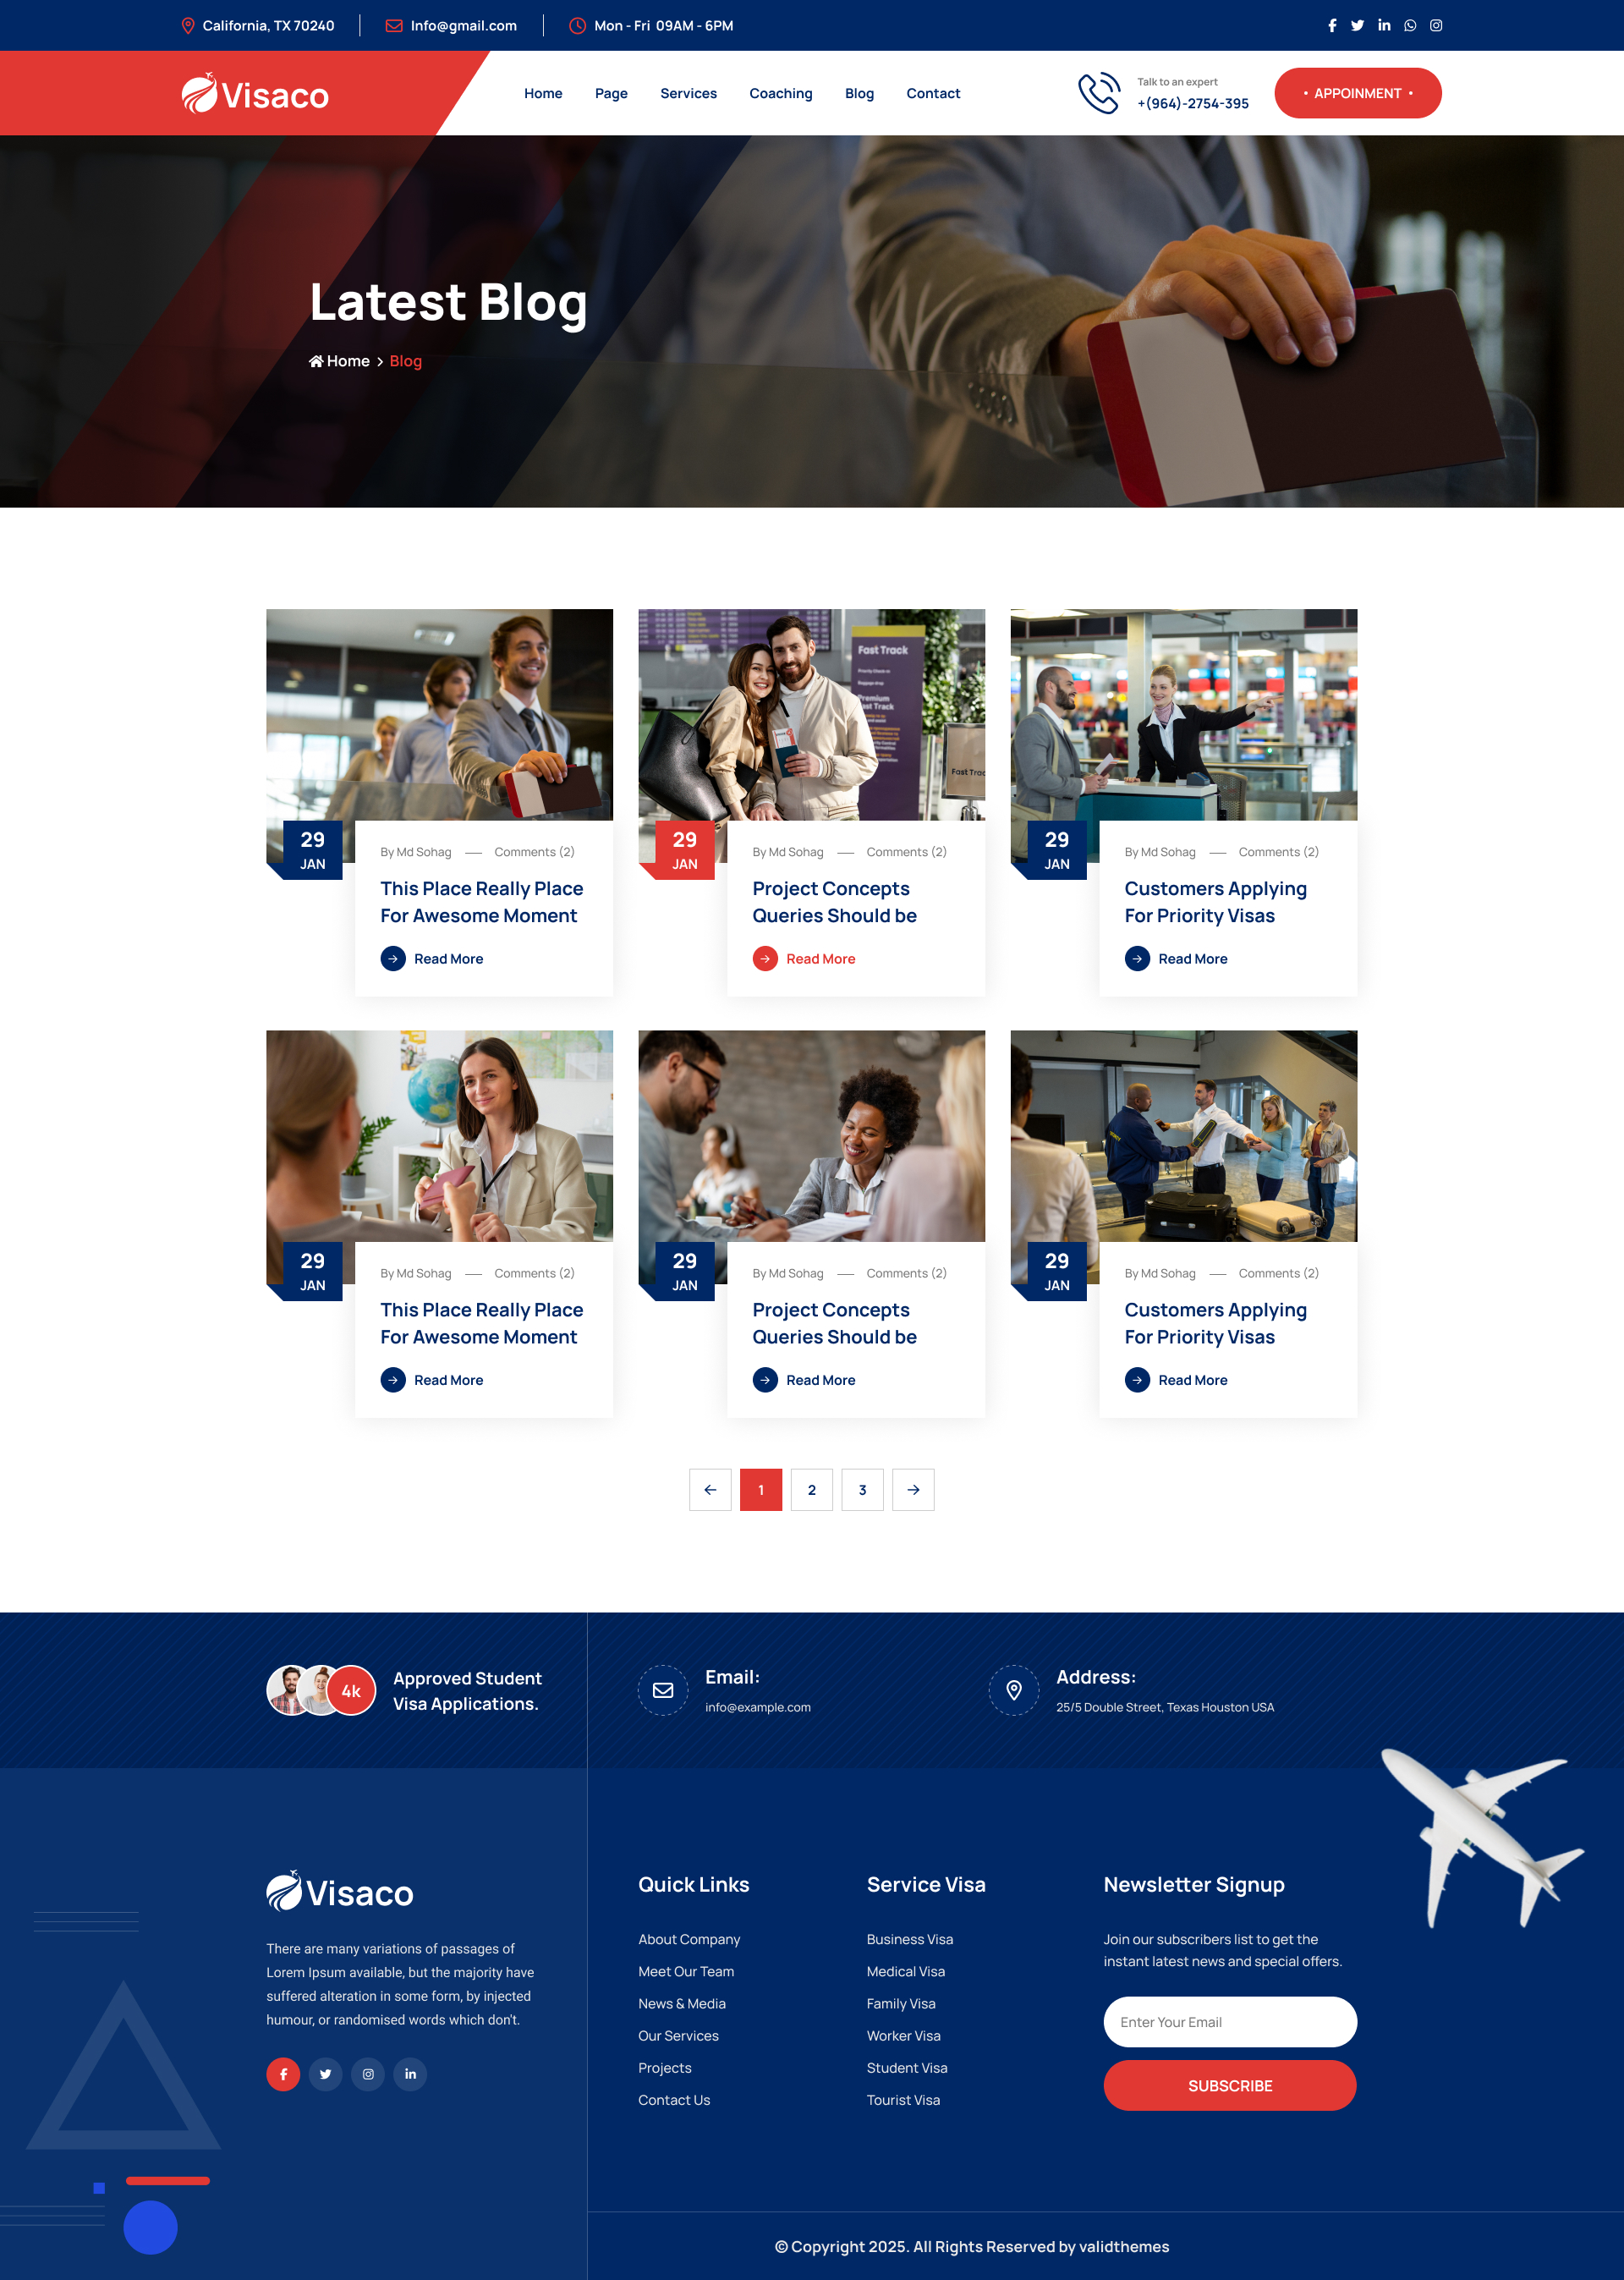 California, TX 70240
Info@gmail.com
Mon - Fri 09AM - 6PM
Visaco
Home
Page
Services
Coaching
Blog
Contact
Talk to an expert
+(964)-2754-395
• APPOINMENT •
Latest Blog
Home
Blog
Fast Track
Premium
Fast Track
29
JAN
By Md Sohag
Comments (2)
This Place Really Place
For Awesome Moment
Read More
29
JAN
By Md Sohag
Comments (2)
Project Concepts
Queries Should be
Read More
29
JAN
By Md Sohag
Comments (2)
Customers Applying
For Priority Visas
Read More
29
JAN
By Md Sohag
Comments (2)
This Place Really Place
For Awesome Moment
Read More
29
JAN
By Md Sohag
Comments (2)
Project Concepts
Queries Should be
Read More
29
JAN
By Md Sohag
Comments (2)
Customers Applying
For Priority Visas
Read More
1
2
3
4k
Approved Student
Visa Applications.
Email:
info@example.com
Address:
25/5 Double Street, Texas Houston USA
Visaco
There are many variations of passages of
Lorem Ipsum available, but the majority have
suffered alteration in some form, by injected
humour, or randomised words which don't.
Quick Links
About Company
Meet Our Team
News & Media
Our Services
Projects
Contact Us
Service Visa
Business Visa
Medical Visa
Family Visa
Worker Visa
Student Visa
Tourist Visa
Newsletter Signup
Join our subscribers list to get the
instant latest news and special offers.
Enter Your Email
SUBSCRIBE
© Copyright 2025. All Rights Reserved by validthemes